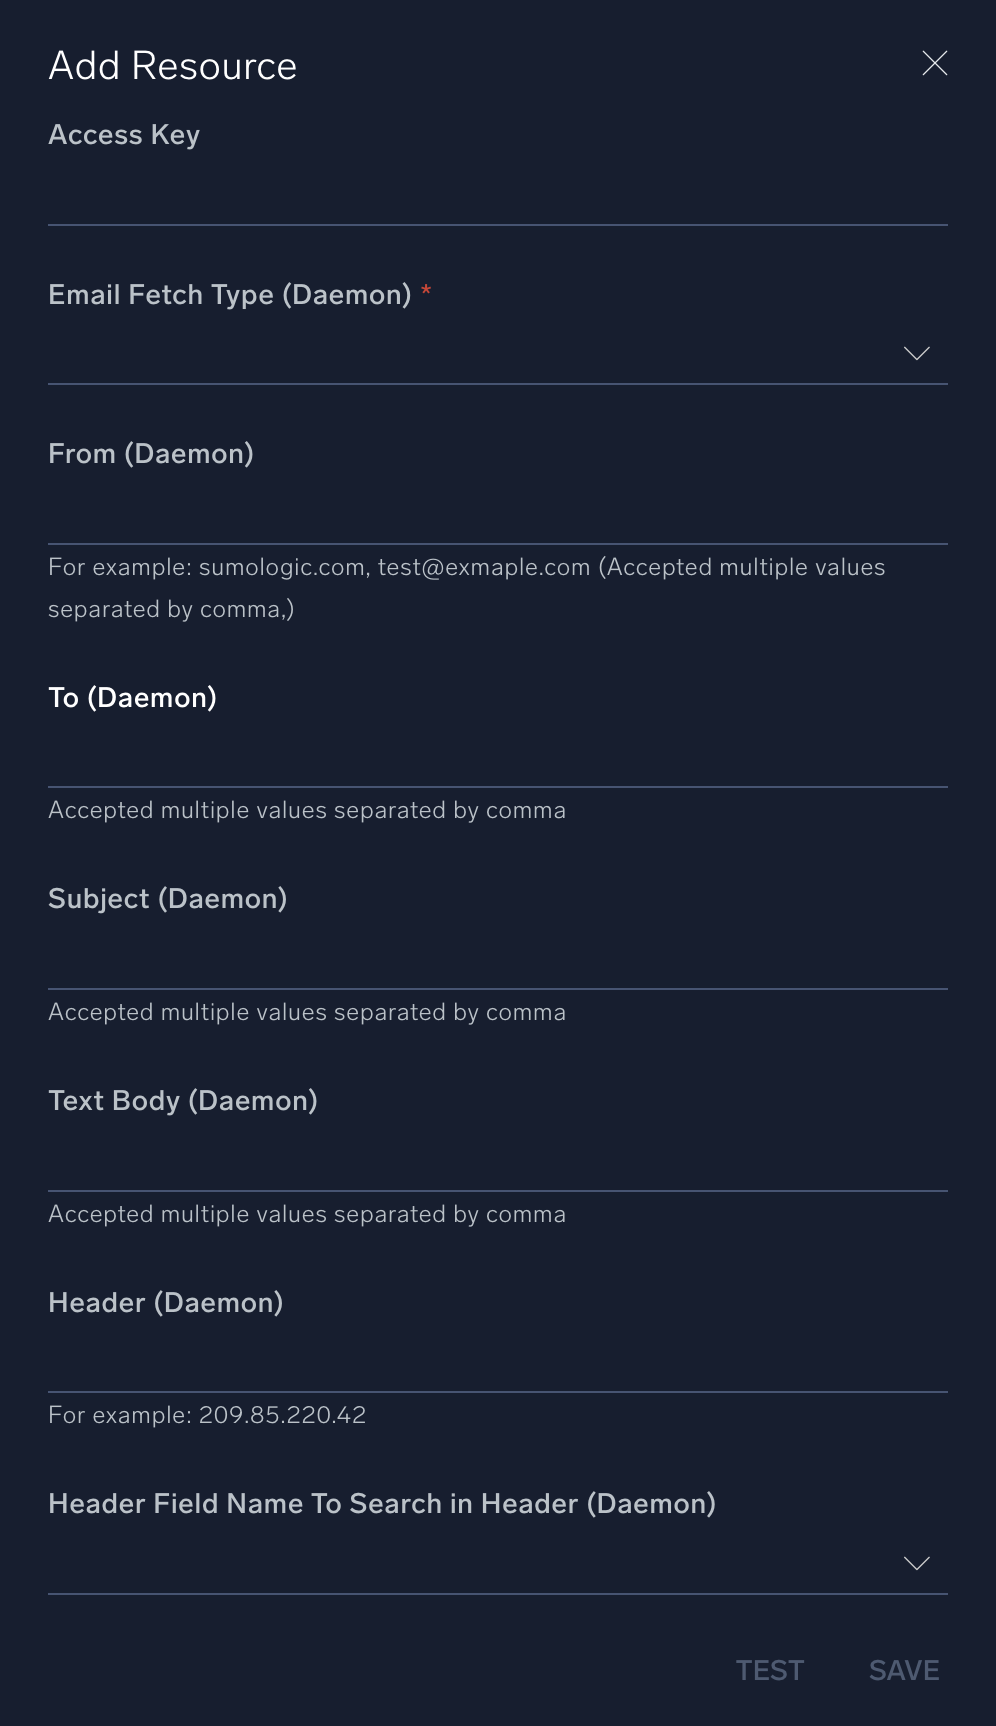 Add Resource
Access Key
Email Fetch Type (Daemon) *
From (Daemon)
For example: sumologic.com, test@exmaple.com (Accepted multiple values
separated by comma,)
To (Daemon)
Accepted multiple values separated by comma
Subject (Daemon)
Accepted multiple values separated by comma
Text Body (Daemon)
Accepted multiple values separated by comma
Header (Daemon)
For example: 209.85.220.42
Header Field Name To Search in Header (Daemon)
TEST SAVE